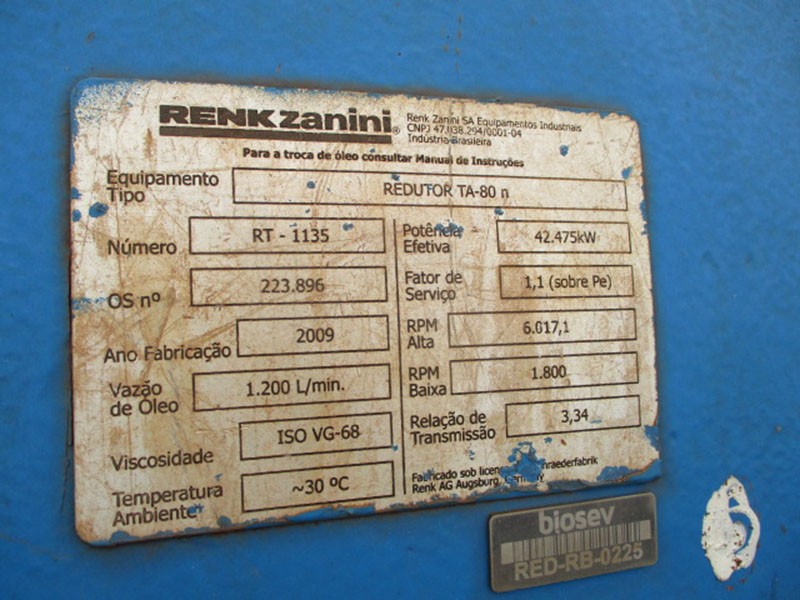 RENKZanini®
Renk Zanini SA Equipamentos Industriais
CNPJ 47.038.294/0001-04
Indústria Brasileira
Para a troca de óleo consultar Manual de Instruções
Equipamento Tipo REDUTOR TA-80 n
Número RT - 1135
OS nº 223.896
Ano Fabricação 2009
Vazão de Óleo 1.200 L/min.
Viscosidade ISO VG-68
Temperatura Ambiente ~30 ºC
Potência Efetiva 42.475kW
Fator de Serviço 1,1 (sobre Pe)
RPM Alta 6.017,1
RPM Baixa 1.800
Relação de Transmissão 3,34
Fabricado sob
Renk AG Augsburg, Germany
biosev
RED-RB-0225